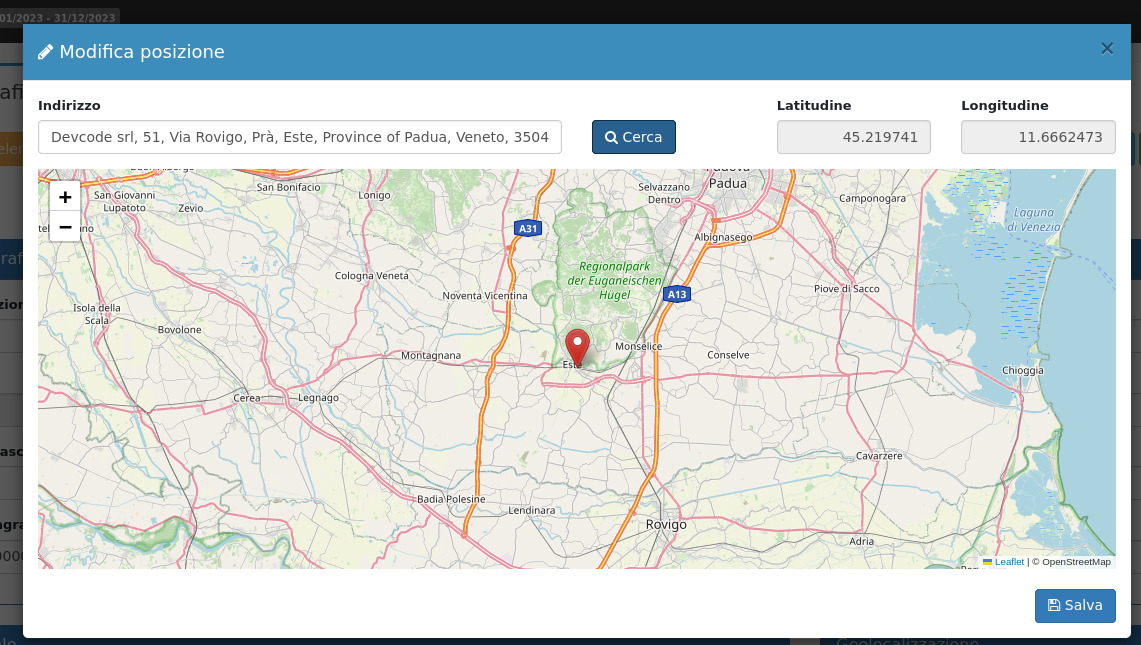 01/2023 - 31/12/2023
Modifica posizione
×
Indirizzo
Latitudine
Longitudine
Devcode srl, 51, Via Rovigo, Prà, Este, Province of Padua, Veneto, 3504
Cerca
45.219741
11.6662473
+
−
San Giovanni
Lupatoto
Zevio
San Bonifacio
Lonigo
Selvazzano
Dentro
Padua
Camponogara
Laguna
di Venezia
A31
Albignasego
Cologna Veneta
Regionalpark
der Euganeischen
Hügel
Noventa Vicentina
A13
Piove di Sacco
Isola della
Scala
Bovolone
Montagnana
Este
Monselice
Conselve
Chioggia
Cerea
Legnago
Cavarzere
Badia Polesine
Lendinara
Rovigo
Adria
Leaflet | © OpenStreetMap
Salva
Geolocalizzazione